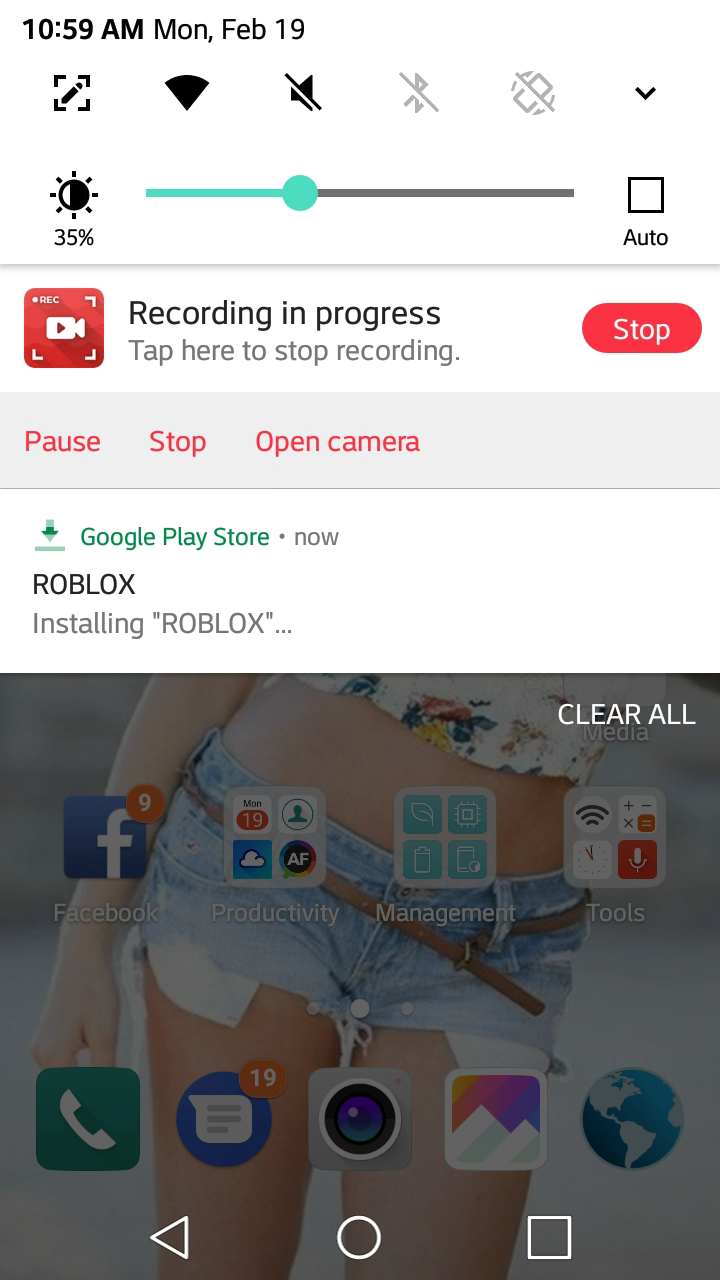 10:59 AM Mon, Feb 19
35%
Auto
REC
Recording in progress
Tap here to stop recording.
Stop
Pause Stop Open camera
Google Play Store • now
ROBLOX
Installing "ROBLOX"...
CLEAR ALL
Media
9
Mon
19
AF
Facebook Productivity Management Tools
19